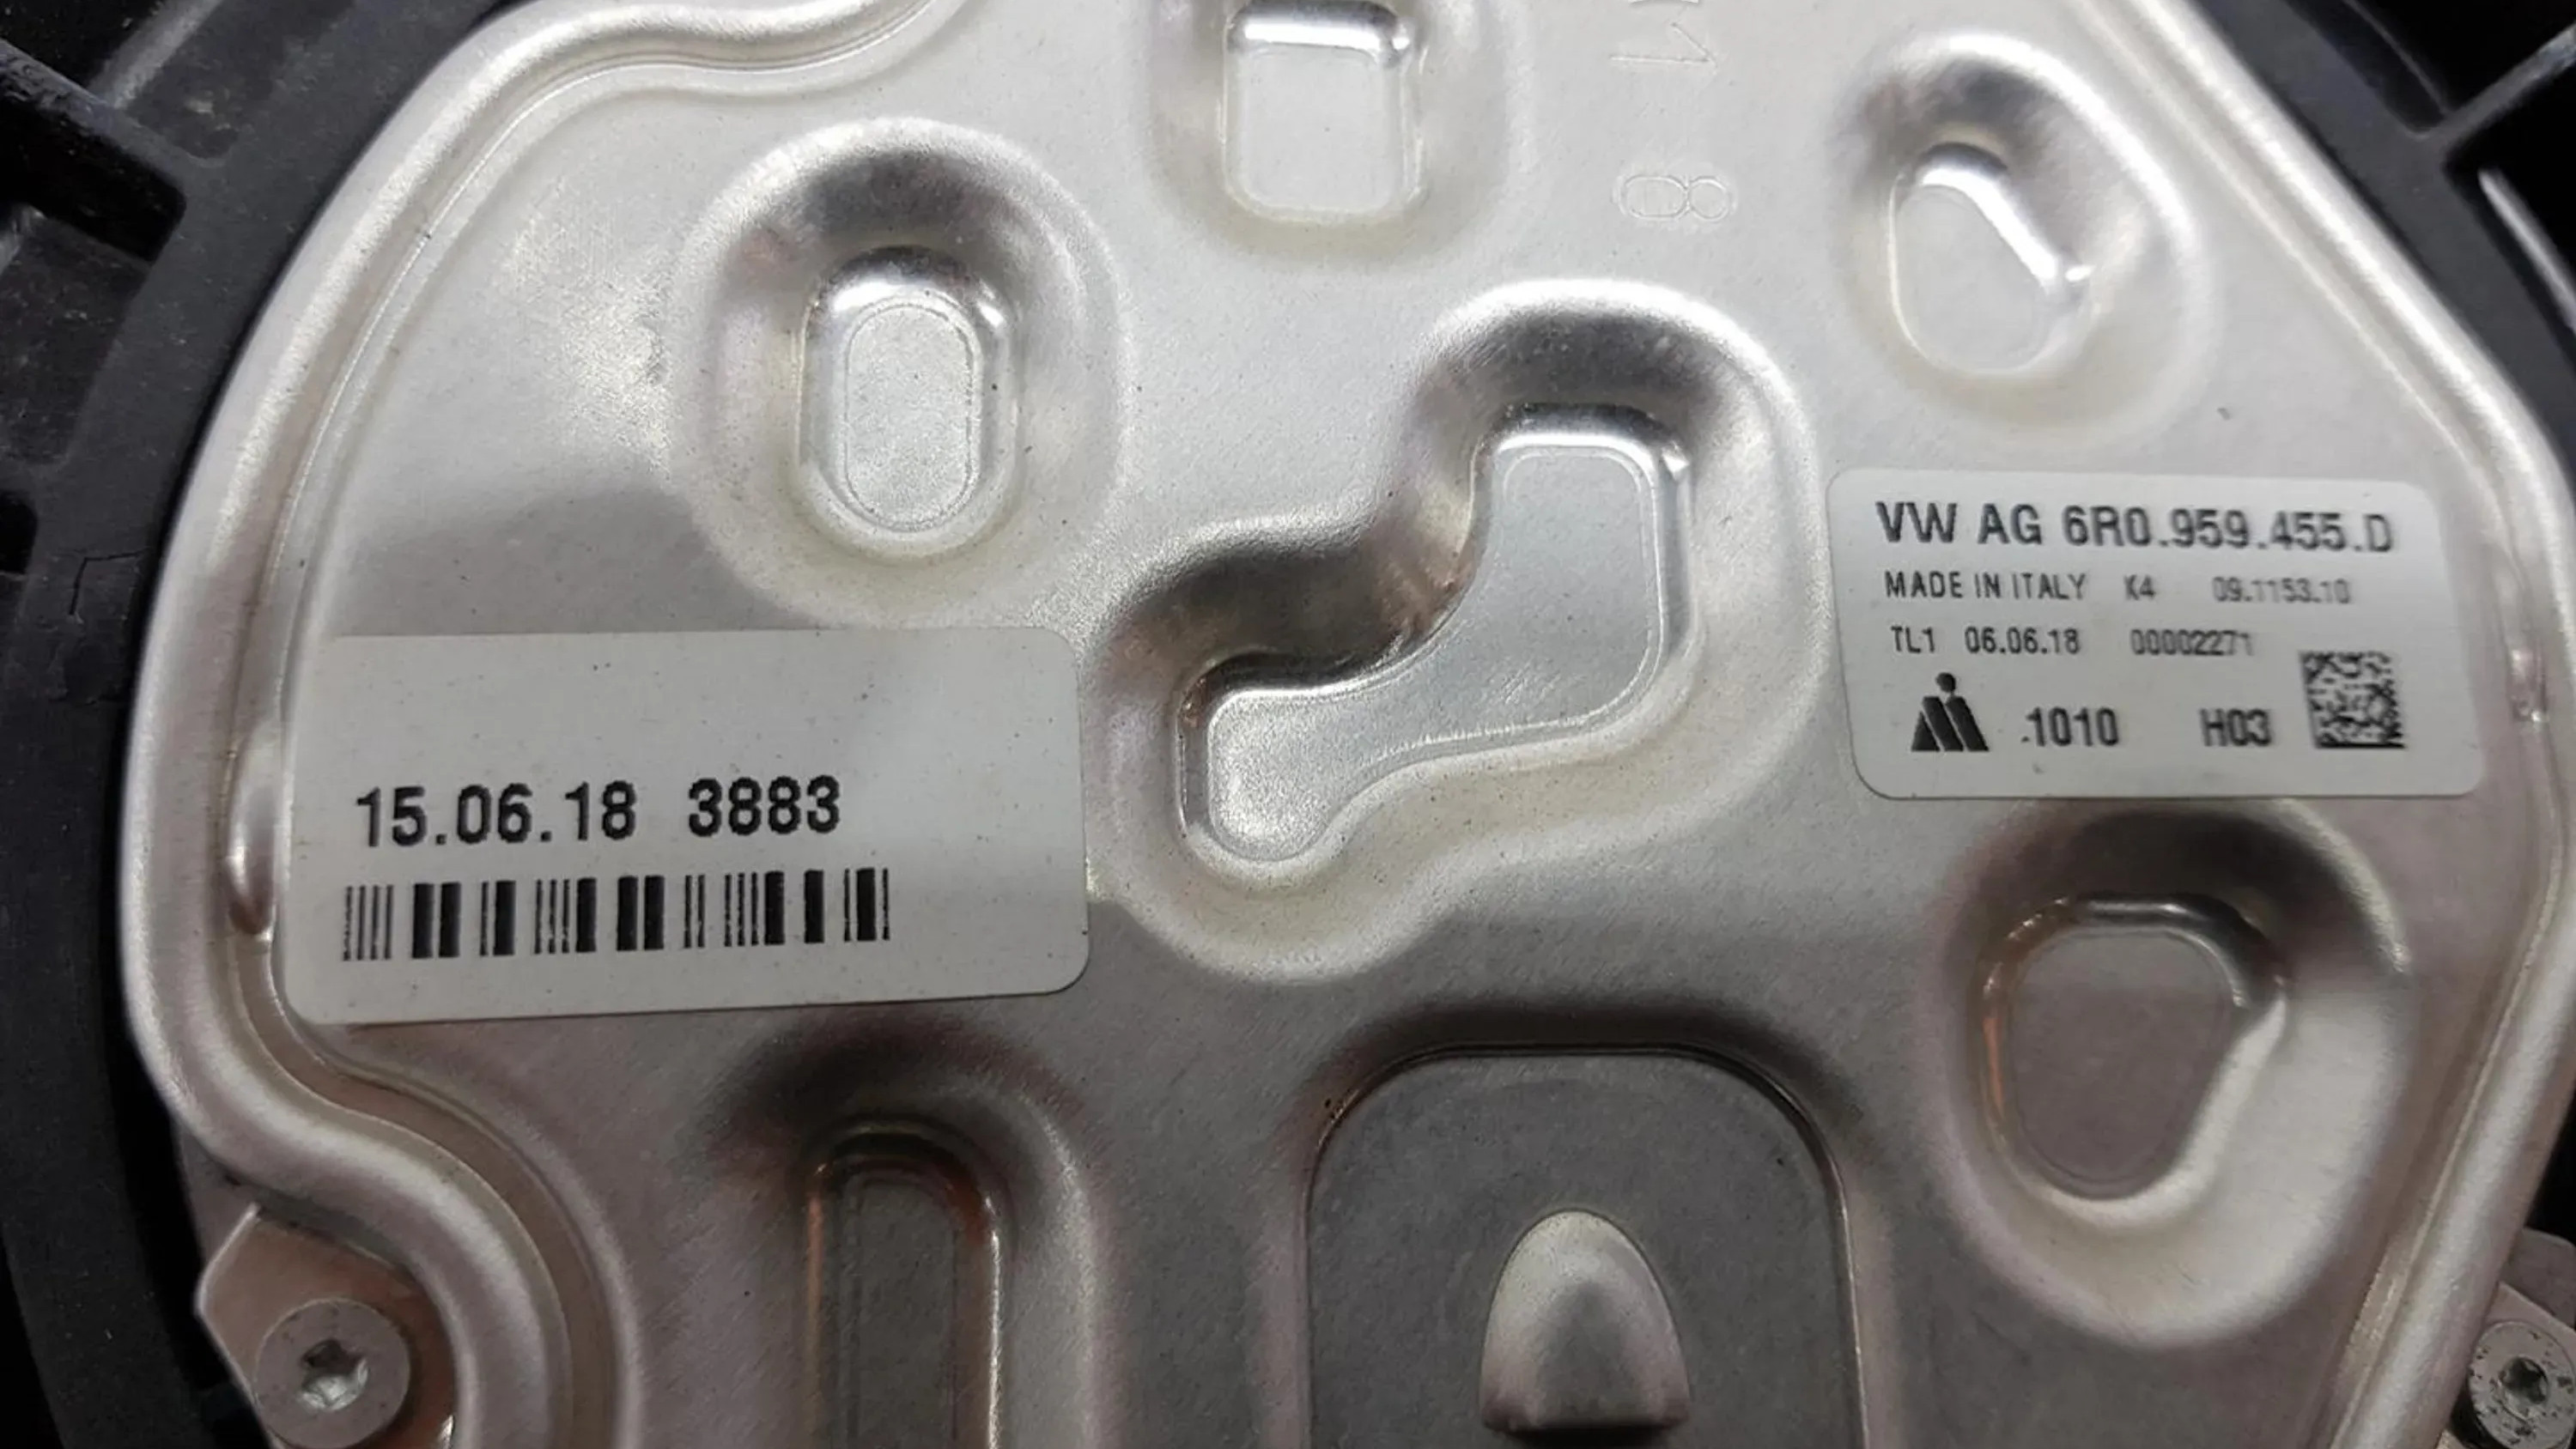 8
VW AG 6R0.959.455.D
MADE IN ITALY K4 09.1153.10
TL1 06.06.18 00002271
.1010 H03
15.06.18 3883